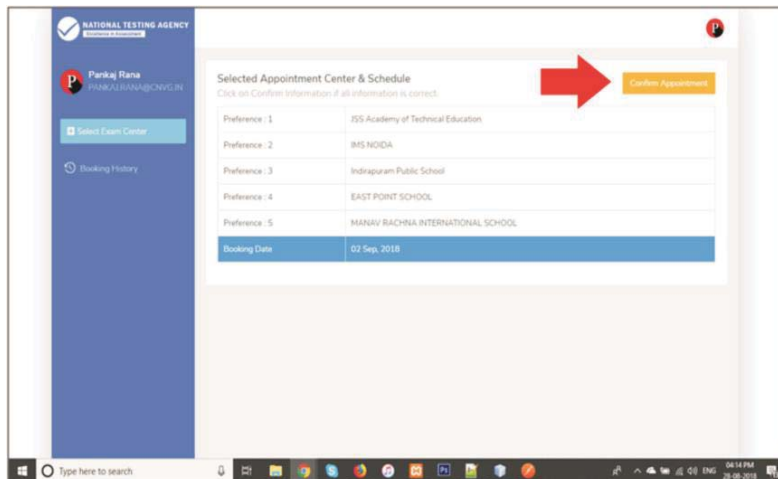 NATIONAL TESTING AGENCY
Excellence in Assessment
Pankaj Rana
PANKAJ.RANA@CNVG.IN
Select Exam Center
Booking History
Selected Appointment Center & Schedule
Click on Confirm Information if all information is correct.
Confirm Appointment
Preference : 1 JSS Academy of Technical Education
Preference : 2 IMS NOIDA
Preference : 3 Indirapuram Public School
Preference : 4 EAST POINT SCHOOL
Preference : 5 MANAV RACHNA INTERNATIONAL SCHOOL
Booking Date 02 Sep, 2018
Type here to search
ENG
04:14 PM
28-08-2018